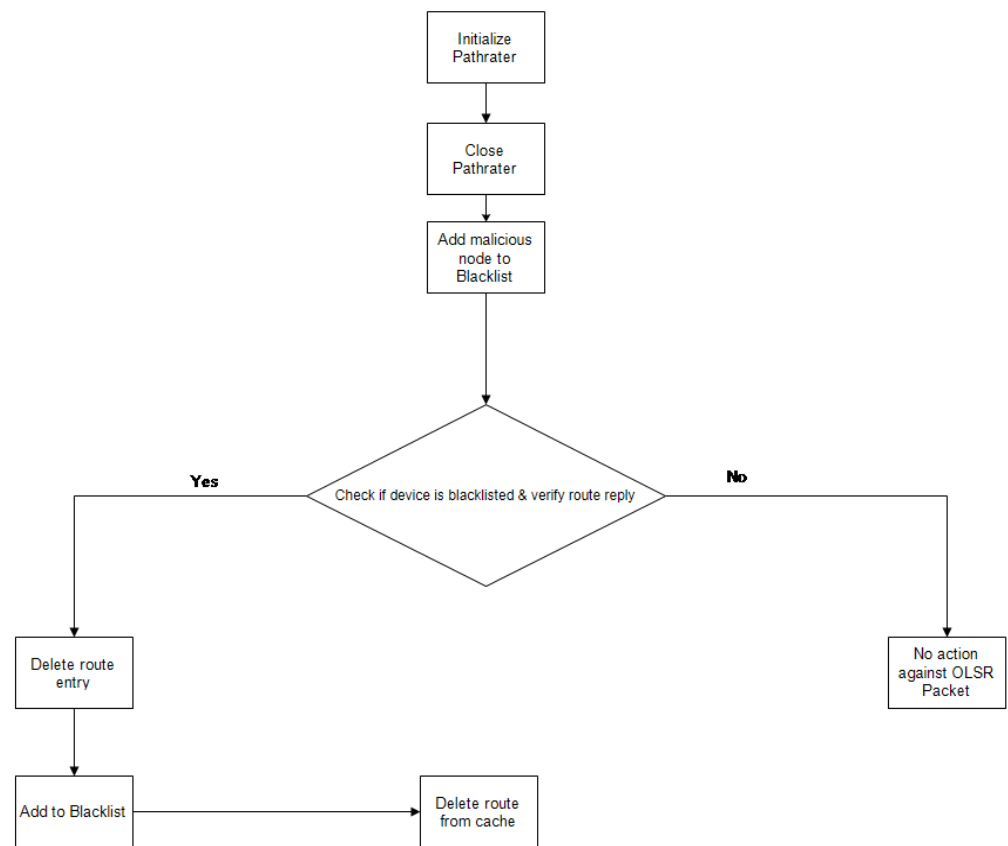 Initialize
Pathrater
Close
Pathrater
Add malicious
node to
Blacklist
Check if device is blacklisted & verify route reply
Yes
No
Delete route
entry
No action
against OLSR
Packet
Add to Blacklist
Delete route
from cache